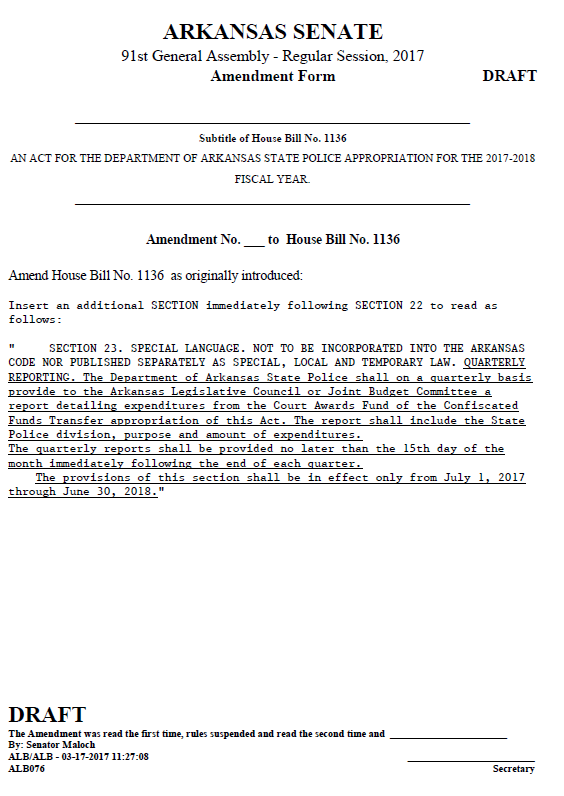 ARKANSAS SENATE
91st General Assembly - Regular Session, 2017
Amendment Form DRAFT
Subtitle of House Bill No. 1136
AN ACT FOR THE DEPARTMENT OF ARKANSAS STATE POLICE APPROPRIATION FOR THE 2017-2018
FISCAL YEAR.
Amendment No. ___ to House Bill No. 1136
Amend House Bill No. 1136 as originally introduced:
Insert an additional SECTION immediately following SECTION 22 to read as
follows:
" SECTION 23. SPECIAL LANGUAGE. NOT TO BE INCORPORATED INTO THE ARKANSAS
CODE NOR PUBLISHED SEPARATELY AS SPECIAL, LOCAL AND TEMPORARY LAW. QUARTERLY
REPORTING. The Department of Arkansas State Police shall on a quarterly basis
provide to the Arkansas Legislative Council or Joint Budget Committee a
report detailing expenditures from the Court Awards Fund of the Confiscated
Funds Transfer appropriation of this Act. The report shall include the State
Police division, purpose and amount of expenditures.
The quarterly reports shall be provided no later than the 15th day of the
month immediately following the end of each quarter.
The provisions of this section shall be in effect only from July 1, 2017
through June 30, 2018."
DRAFT
The Amendment was read the first time, rules suspended and read the second time and ____________________
By: Senator Maloch
ALB/ALB - 03-17-2017 11:27:08
ALB076 Secretary